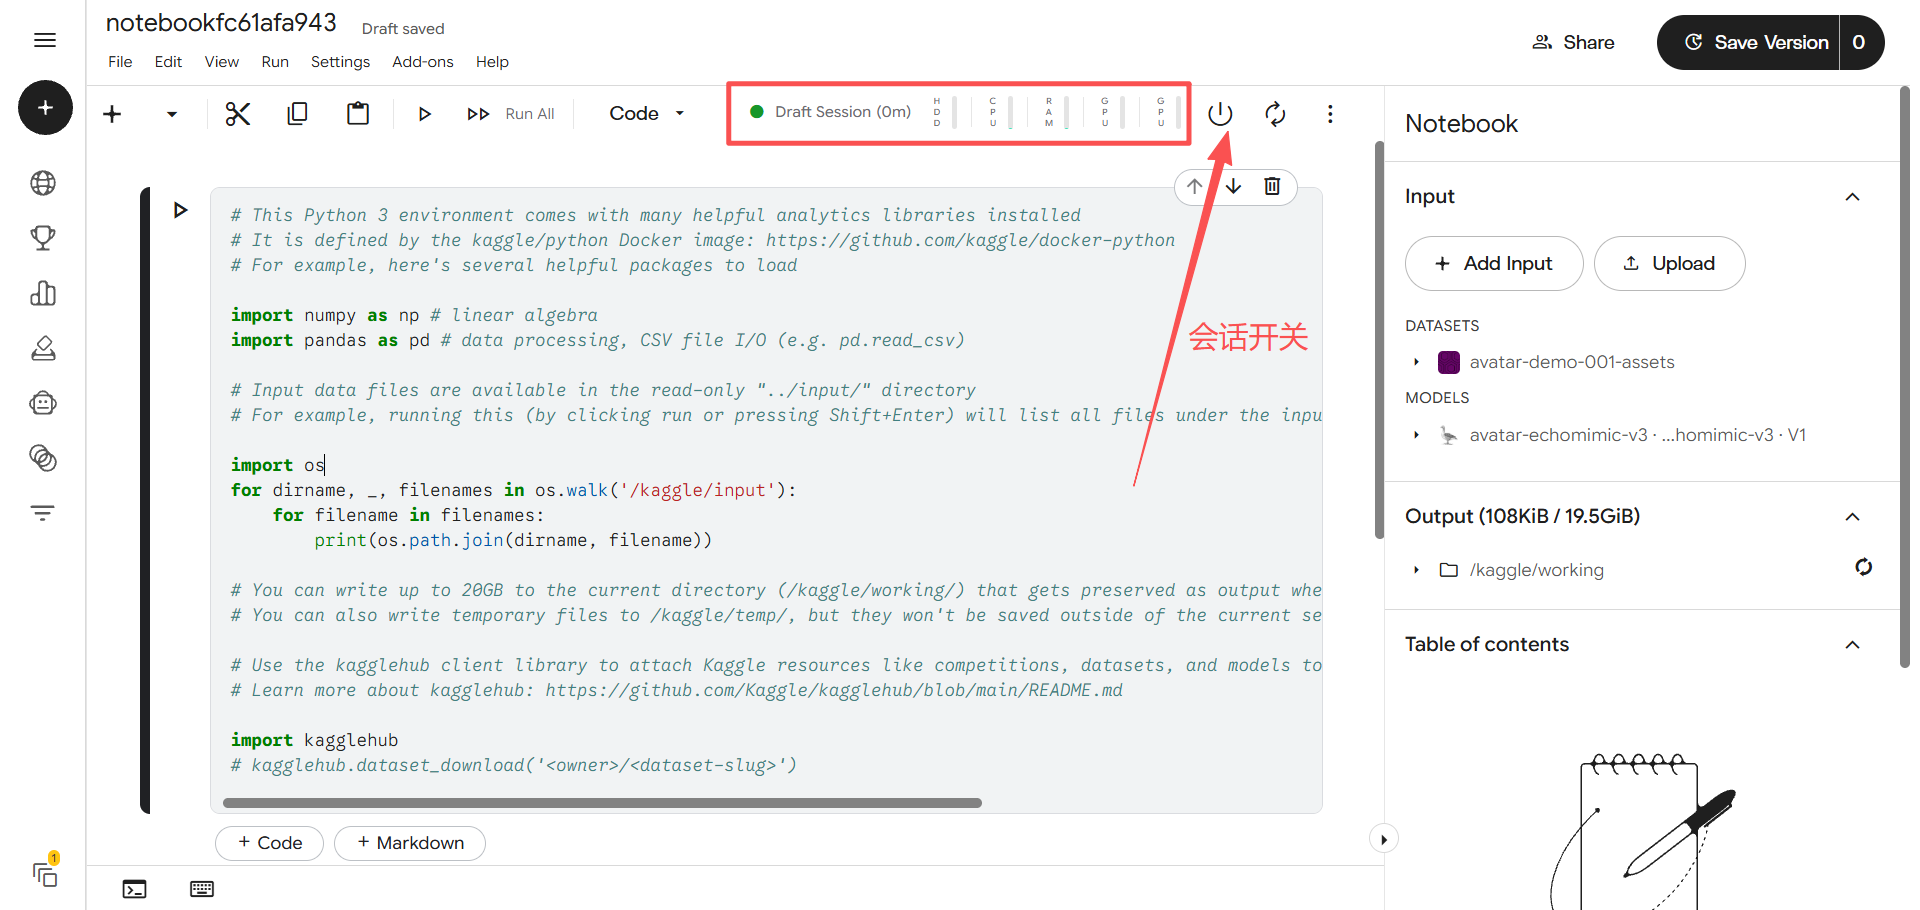 notebookfc61afa943
Draft saved
File Edit View Run Settings Add-ons Help
Share
Save Version 0
Run All
Code
Draft Session (0m)
HDD
CPU
RAM
GPU
GPU
会话开关
# This Python 3 environment comes with many helpful analytics libraries installed
# It is defined by the kaggle/python Docker image: https://github.com/kaggle/docker-python
# For example, here's several helpful packages to load
import numpy as np # linear algebra
import pandas as pd # data processing, CSV file I/O (e.g. pd.read_csv)
# Input data files are available in the read-only "../input/" directory
# For example, running this (by clicking run or pressing Shift+Enter) will list all files under the inpu
import os
for dirname, _, filenames in os.walk('/kaggle/input'):
    for filename in filenames:
        print(os.path.join(dirname, filename))
# You can write up to 20GB to the current directory (/kaggle/working/) that gets preserved as output whe
# You can also write temporary files to /kaggle/temp/, but they won't be saved outside of the current se
# Use the kagglehub client library to attach Kaggle resources like competitions, datasets, and models to
# Learn more about kagglehub: https://github.com/Kaggle/kagglehub/blob/main/README.md
import kagglehub
# kagglehub.dataset_download('<owner>/<dataset-slug>')
+ Code
+ Markdown
1
Notebook
Input
+ Add Input
Upload
DATASETS
avatar-demo-001-assets
MODELS
avatar-echomimic-v3 · ...homimic-v3 · V1
Output (108KiB / 19.5GiB)
/kaggle/working
Table of contents